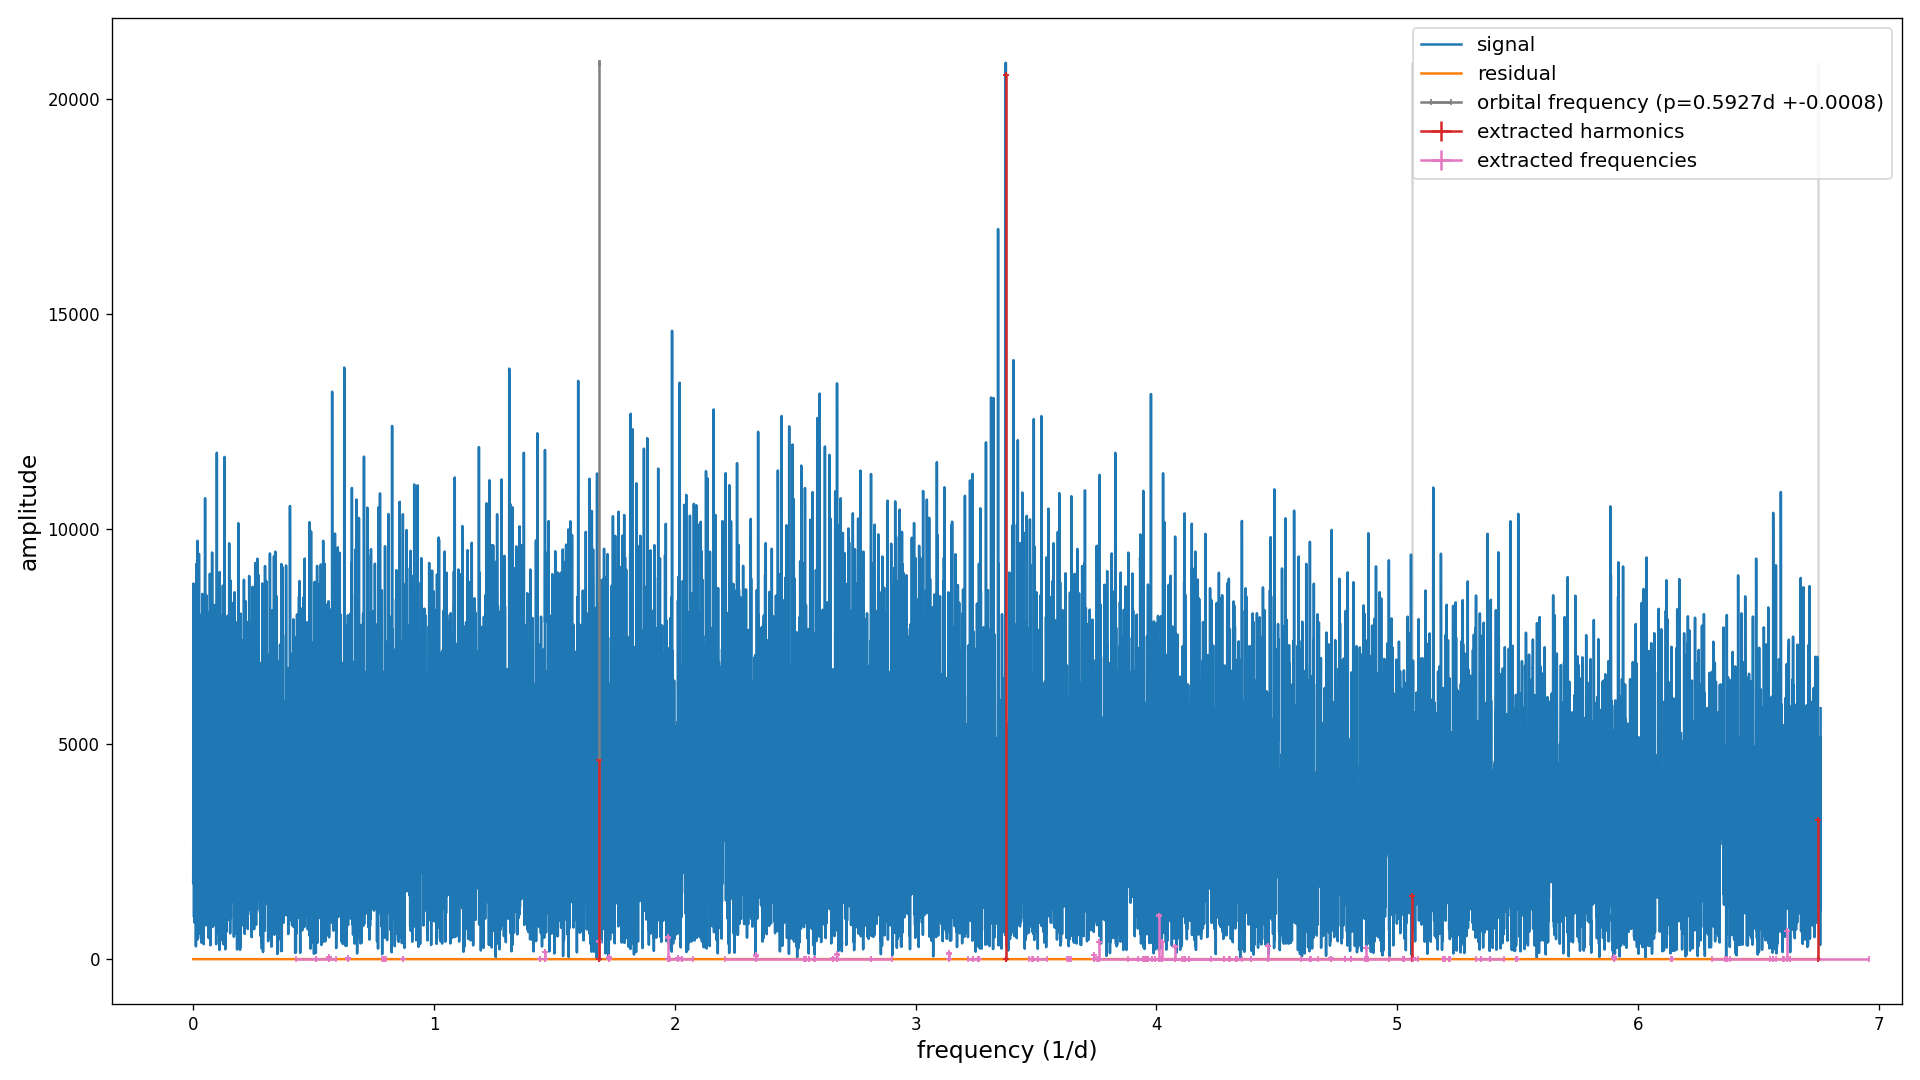 signal
residual
orbital frequency (p=0.5927d +-0.0008)
extracted harmonics
extracted frequencies
20000
15000
10000
5000
0
amplitude
0 1 2 3 4 5 6 7
frequency (1/d)